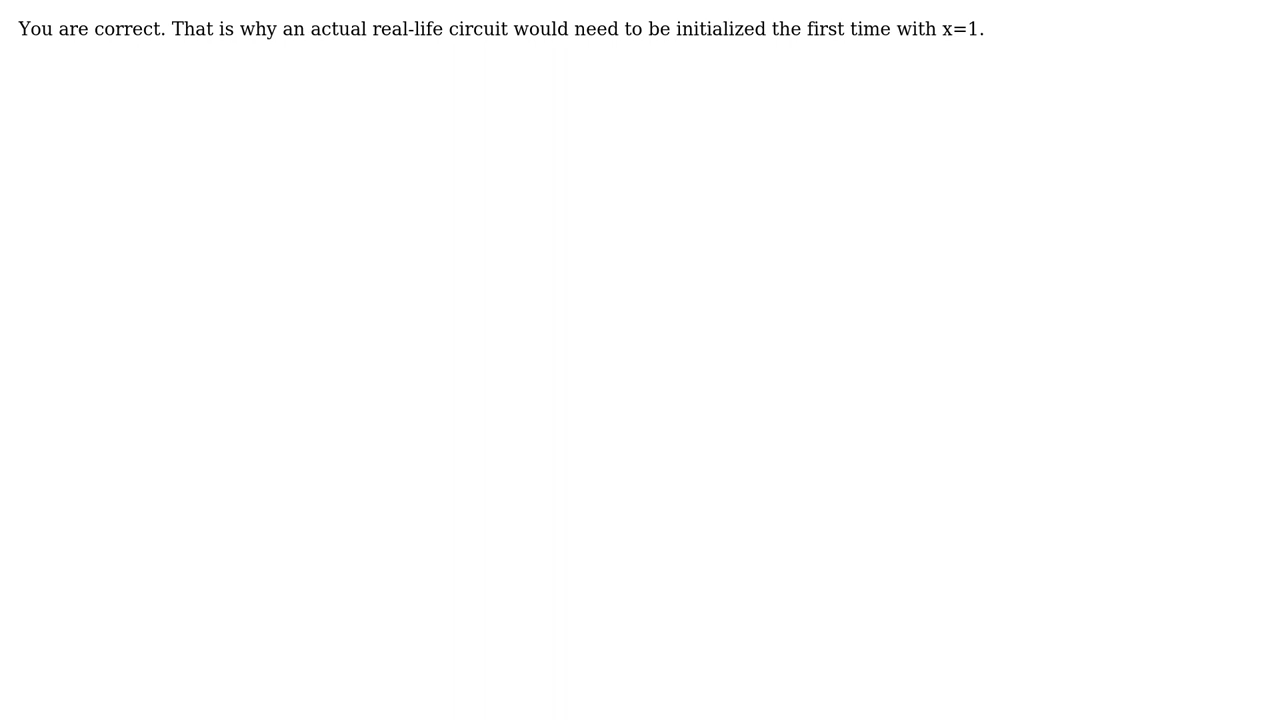 You are correct. That is why an actual real-life circuit would need to be initialized the first time with x=1.